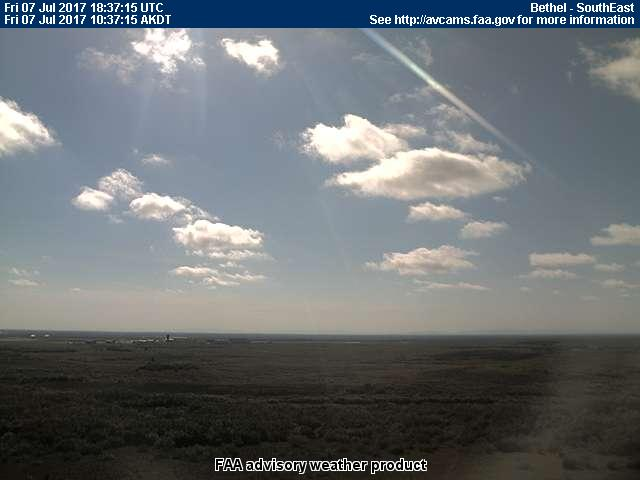 Fri 07 Jul 2017 18:37:15 UTC
Bethel - SouthEast
Fri 07 Jul 2017 10:37:15 AKDT
See http://avcams.faa.gov for more information
FAA advisory weather product